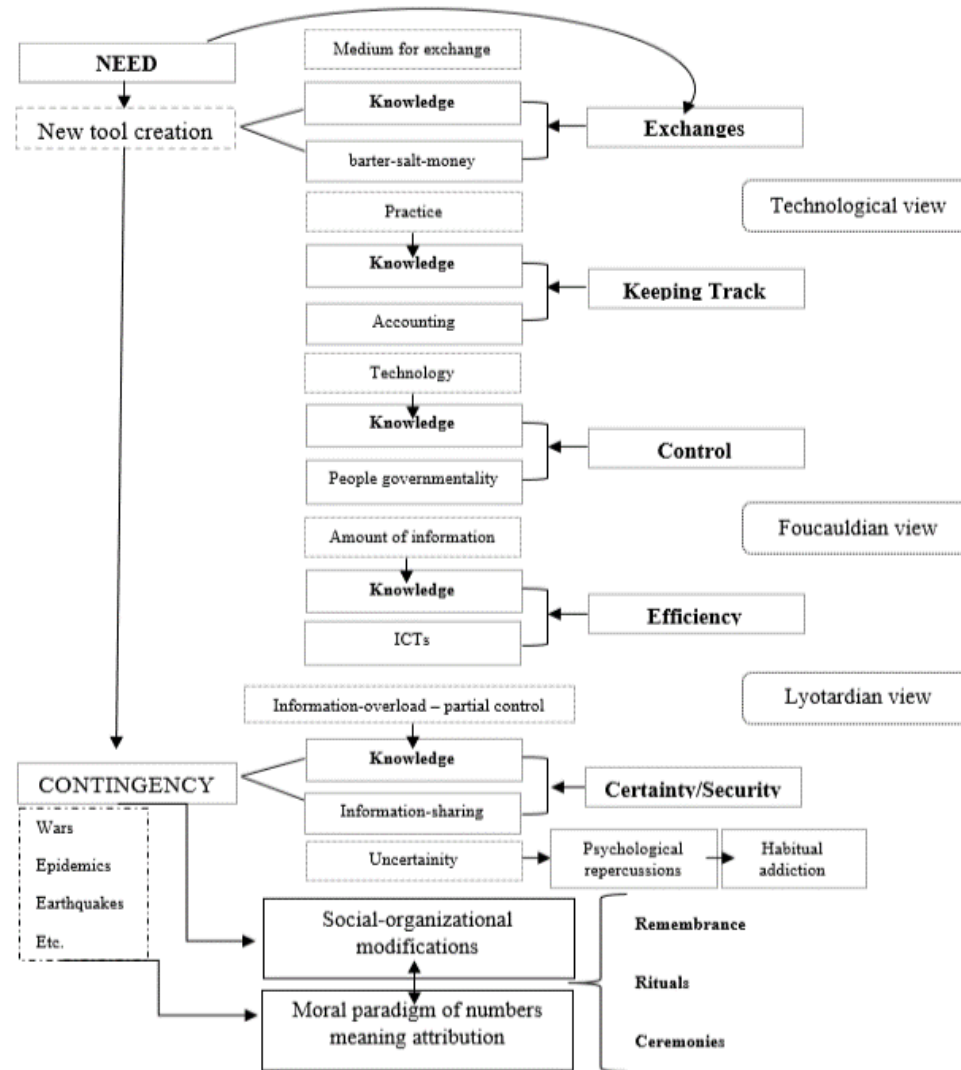 NEED
Medium for exchange
New tool creation
Knowledge
barter-salt-money
Exchanges
Technological view
Practice
Knowledge
Accounting
Keeping Track
Technology
Knowledge
People governmentality
Control
Foucauldian view
Amount of information
Knowledge
ICTs
Efficiency
Lyotardian view
Information-overload – partial control
CONTINGENCY
Knowledge
Information-sharing
Certainty/Security
Wars
Epidemics
Earthquakes
Etc.
Uncertainity
Psychological
repercussions
Habitual
addiction
Social-organizational
modifications
Moral paradigm of numbers
meaning attribution
Remembrance
Rituals
Ceremonies